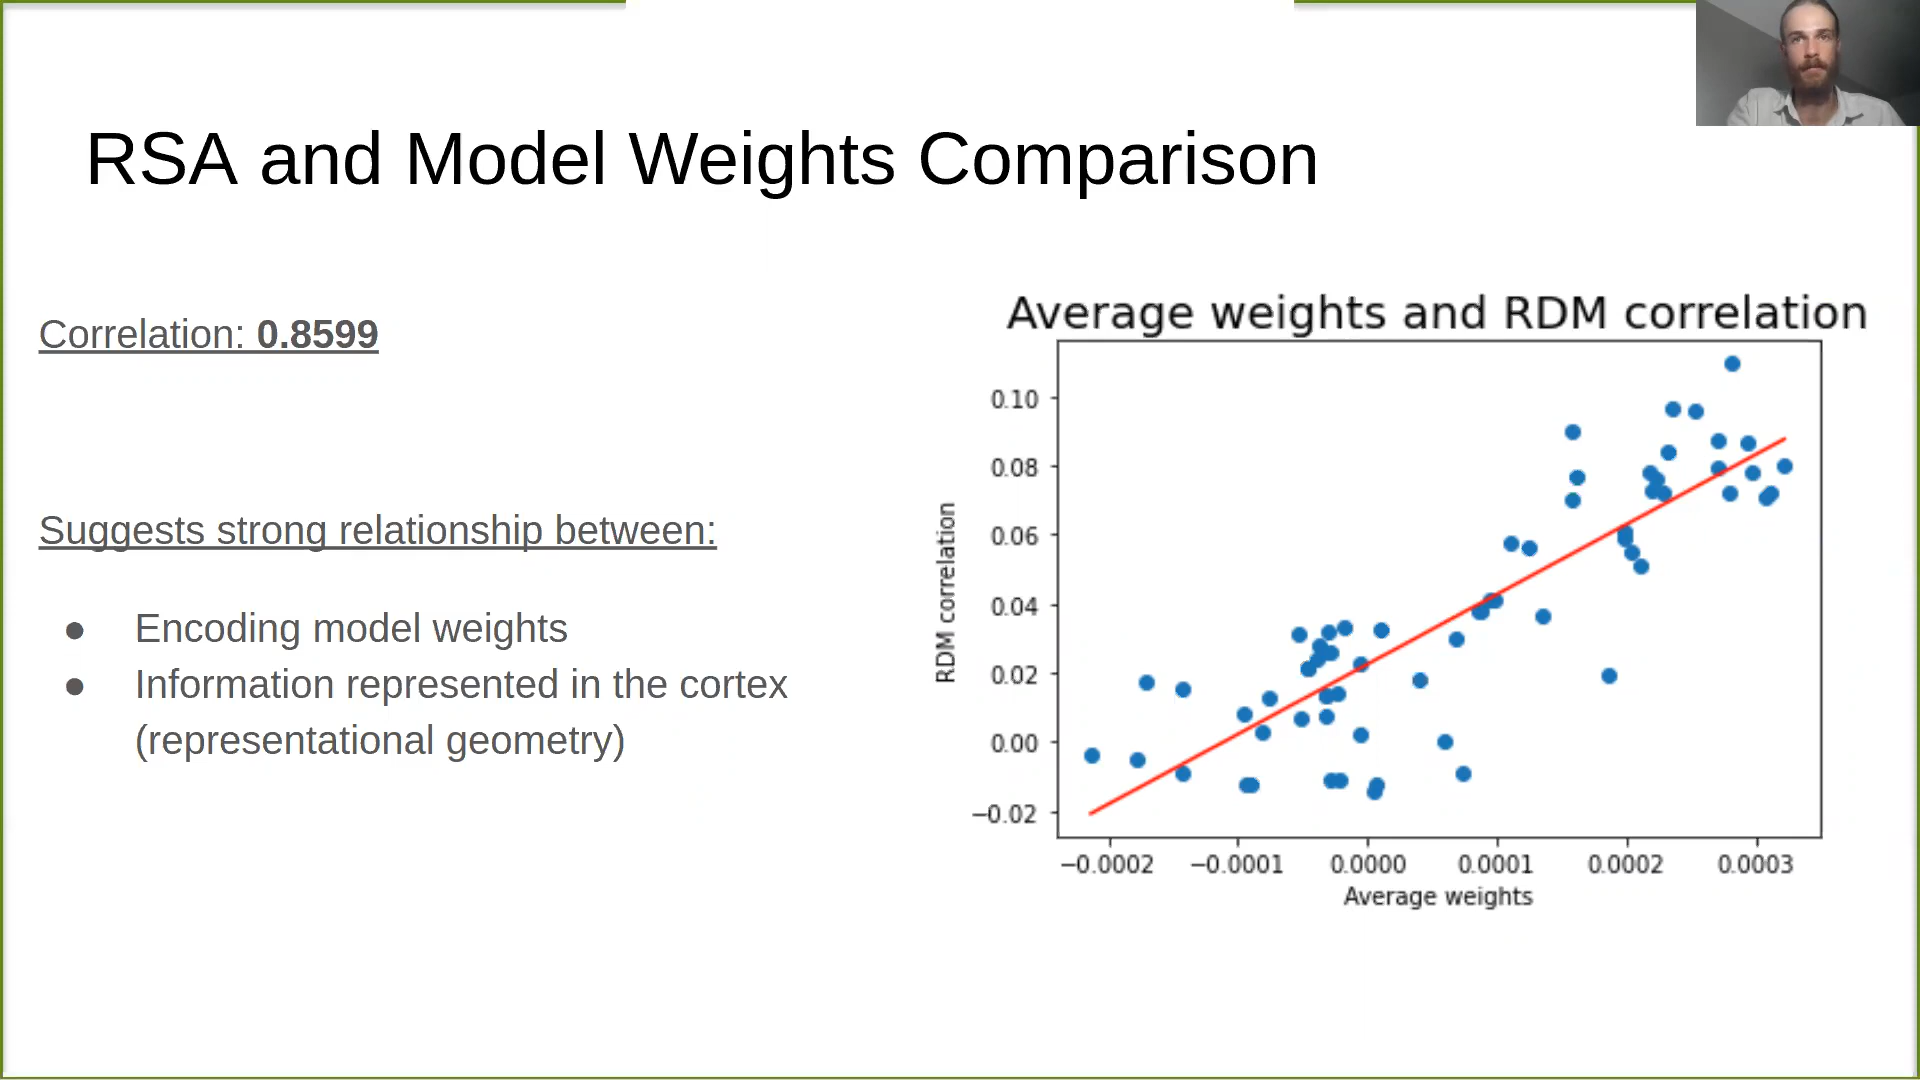 RSA and Model Weights Comparison
Correlation: 0.8599
Suggests strong relationship between:
● Encoding model weights
● Information represented in the cortex
(representational geometry)
Average weights and RDM correlation
RDM correlation
0.10
0.08
0.06
0.04
0.02
0.00
−0.02
−0.0002 −0.0001 0.0000 0.0001 0.0002 0.0003
Average weights